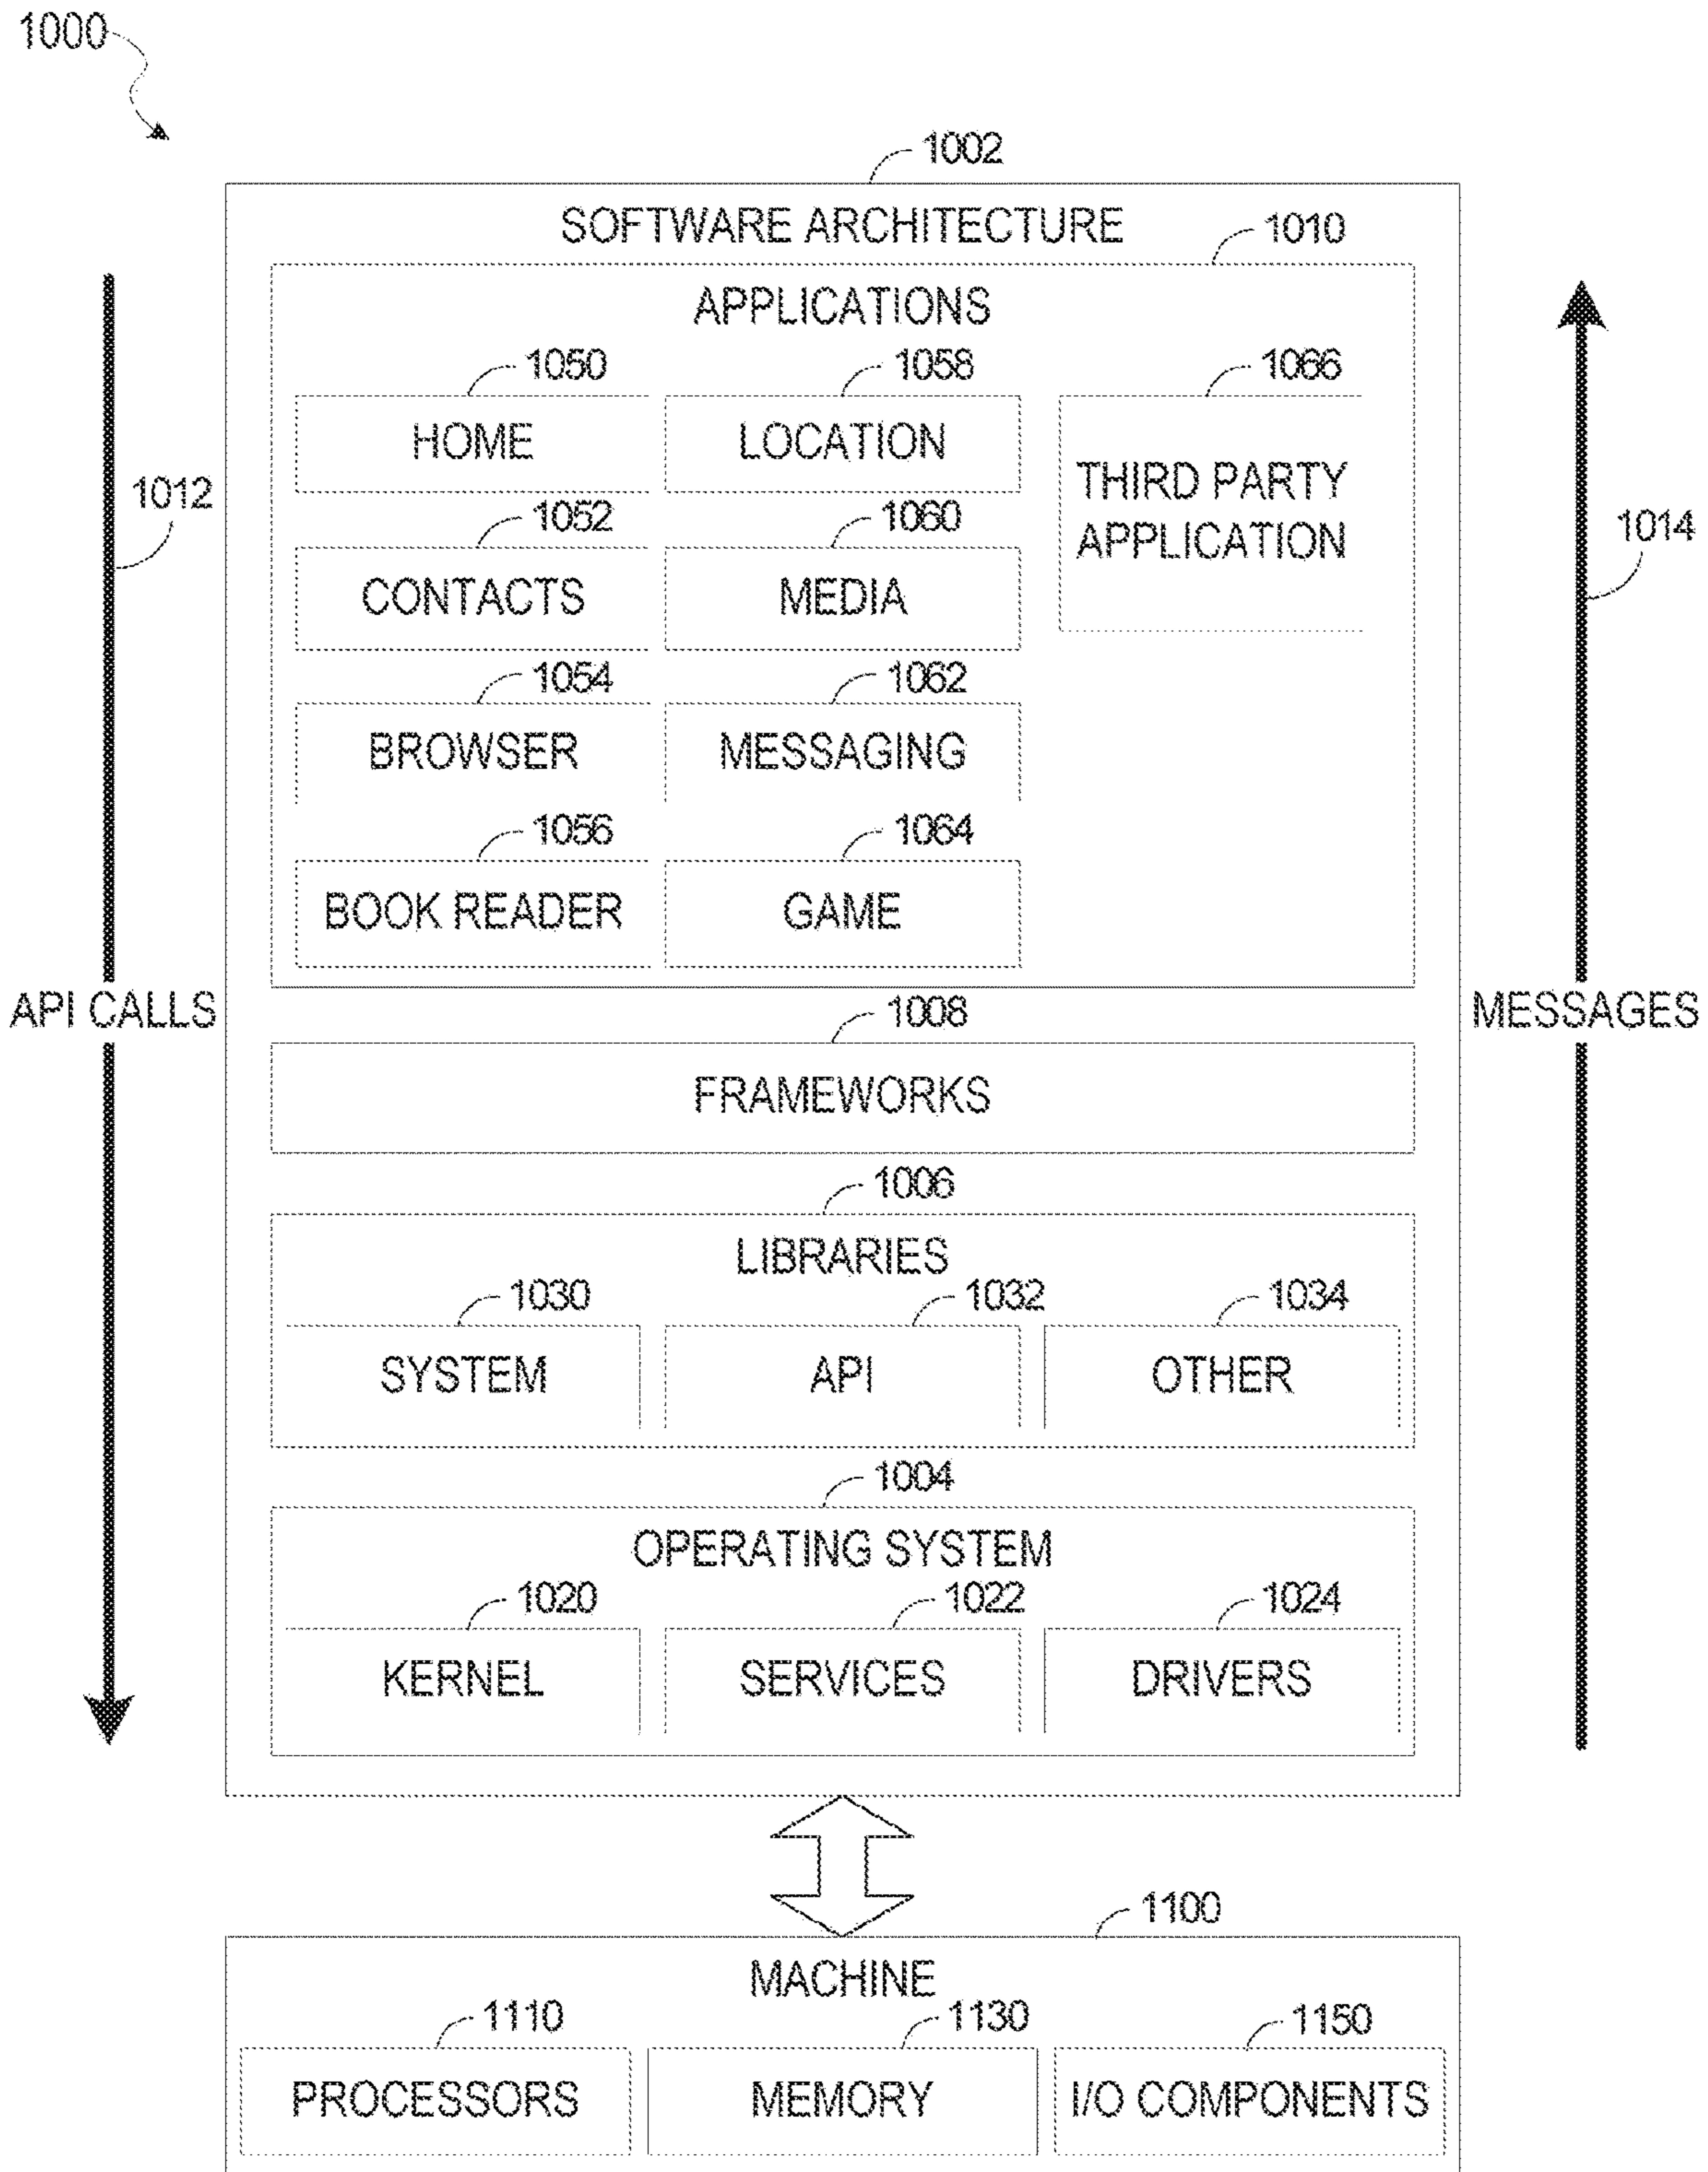 1000
1002
SOFTWARE ARCHITECTURE
1010
APPLICATIONS
1050
1058
1066
HOME
LOCATION
THIRD PARTY
APPLICATION
1012
1052
1060
1014
CONTACTS
MEDIA
1054
1062
BROWSER
MESSAGING
1056
1064
BOOK READER
GAME
API CALLS
MESSAGES
1008
FRAMEWORKS
1006
LIBRARIES
1030
1032
1034
SYSTEM
API
OTHER
1004
OPERATING SYSTEM
1020
1022
1024
KERNEL
SERVICES
DRIVERS
1100
MACHINE
1110
1130
1150
PROCESSORS
MEMORY
I/O COMPONENTS